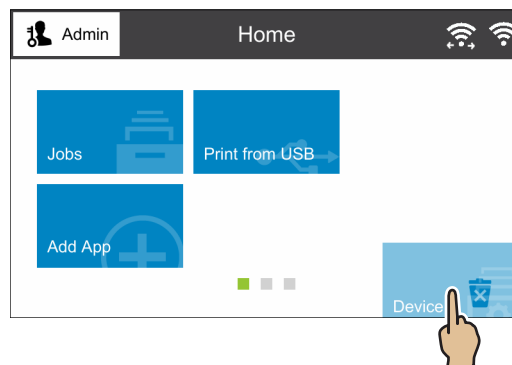 Admin
Home
Jobs
Print from USB
Add App
Device